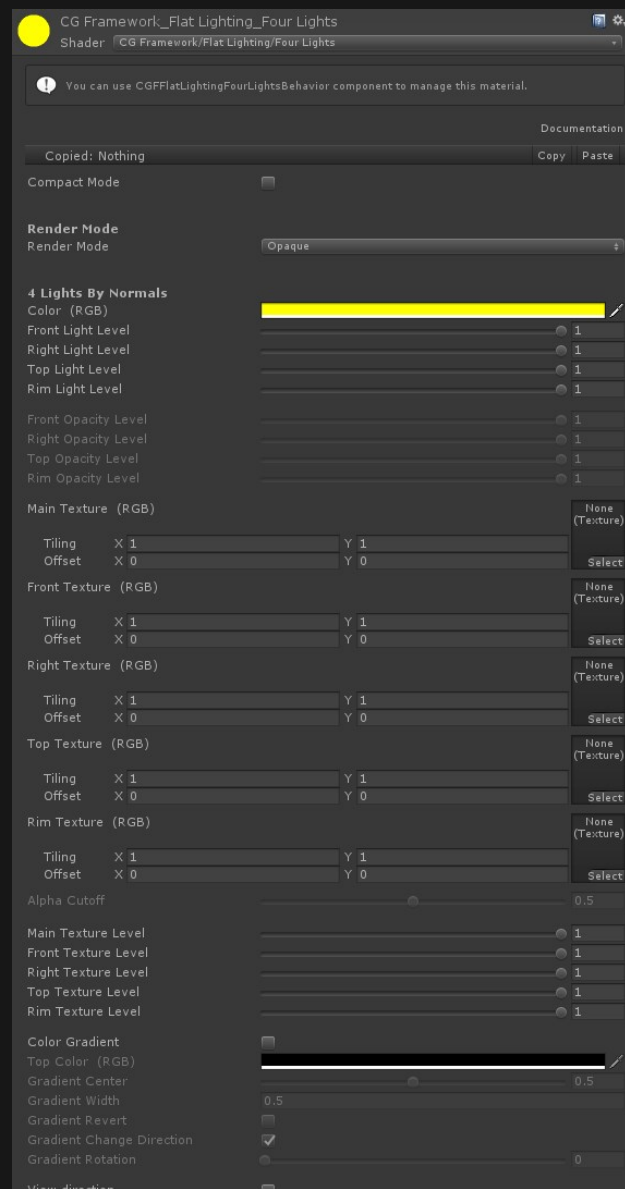 CG Framework_Flat Lighting_Four Lights
Shader CG Framework/Flat Lighting/Four Lights
You can use CGFFlatLightingFourLightsBehavior component to manage this material.
Documentation
Copied: Nothing Copy Paste
Compact Mode
Render Mode
Render Mode Opaque
4 Lights By Normals
Color (RGB)
Front Light Level 1
Right Light Level 1
Top Light Level 1
Rim Light Level 1
Front Opacity Level 1
Right Opacity Level 1
Top Opacity Level 1
Rim Opacity Level 1
Main Texture (RGB) None
(Texture)
Tiling X 1 Y 1
Offset X 0 Y 0 Select
Front Texture (RGB) None
(Texture)
Tiling X 1 Y 1
Offset X 0 Y 0 Select
Right Texture (RGB) None
(Texture)
Tiling X 1 Y 1
Offset X 0 Y 0 Select
Top Texture (RGB) None
(Texture)
Tiling X 1 Y 1
Offset X 0 Y 0 Select
Rim Texture (RGB) None
(Texture)
Tiling X 1 Y 1
Offset X 0 Y 0 Select
Alpha Cutoff 0.5
Main Texture Level 1
Front Texture Level 1
Right Texture Level 1
Top Texture Level 1
Rim Texture Level 1
Color Gradient
Top Color (RGB)
Gradient Center 0.5
Gradient Width 0.5
Gradient Revert
Gradient Change Direction
Gradient Rotation 0
View direction